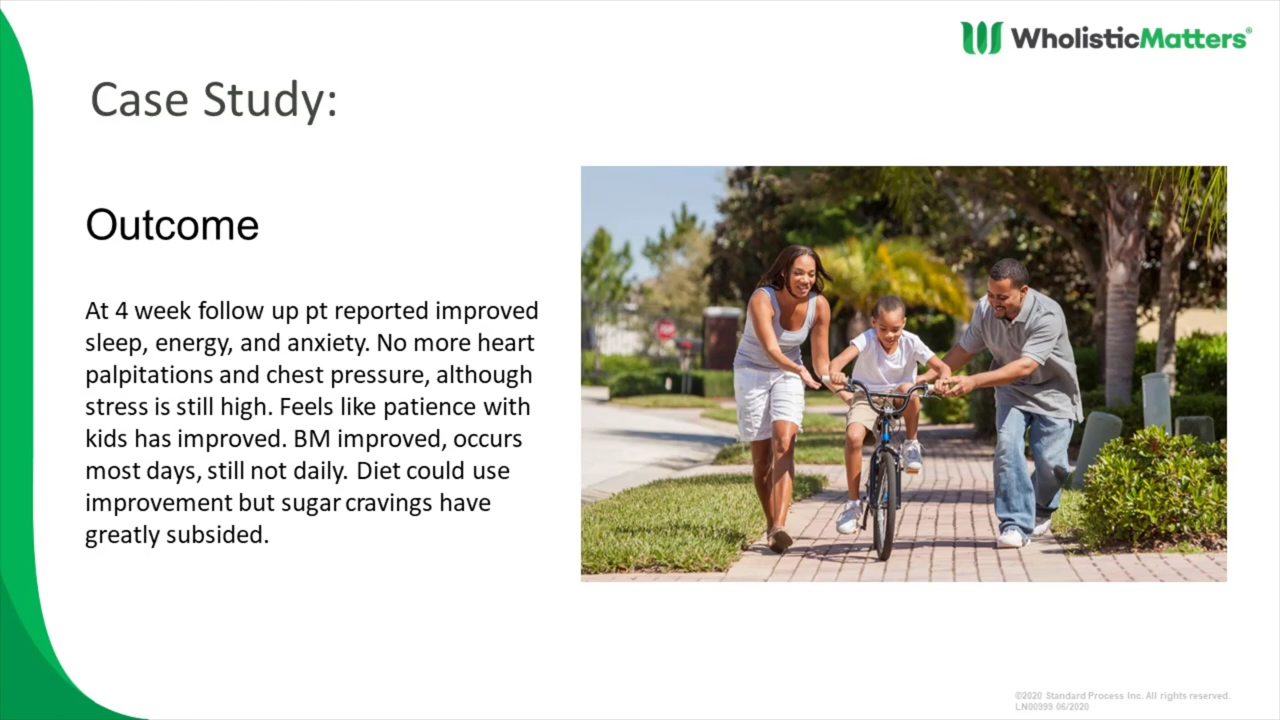 WholisticMatters®
Case Study:
Outcome
At 4 week follow up pt reported improved
sleep, energy, and anxiety. No more heart
palpitations and chest pressure, although
stress is still high. Feels like patience with
kids has improved. BM improved, occurs
most days, still not daily. Diet could use
improvement but sugar cravings have
greatly subsided.
©2020 Standard Process Inc. All rights reserved.
LN00999 06/2020